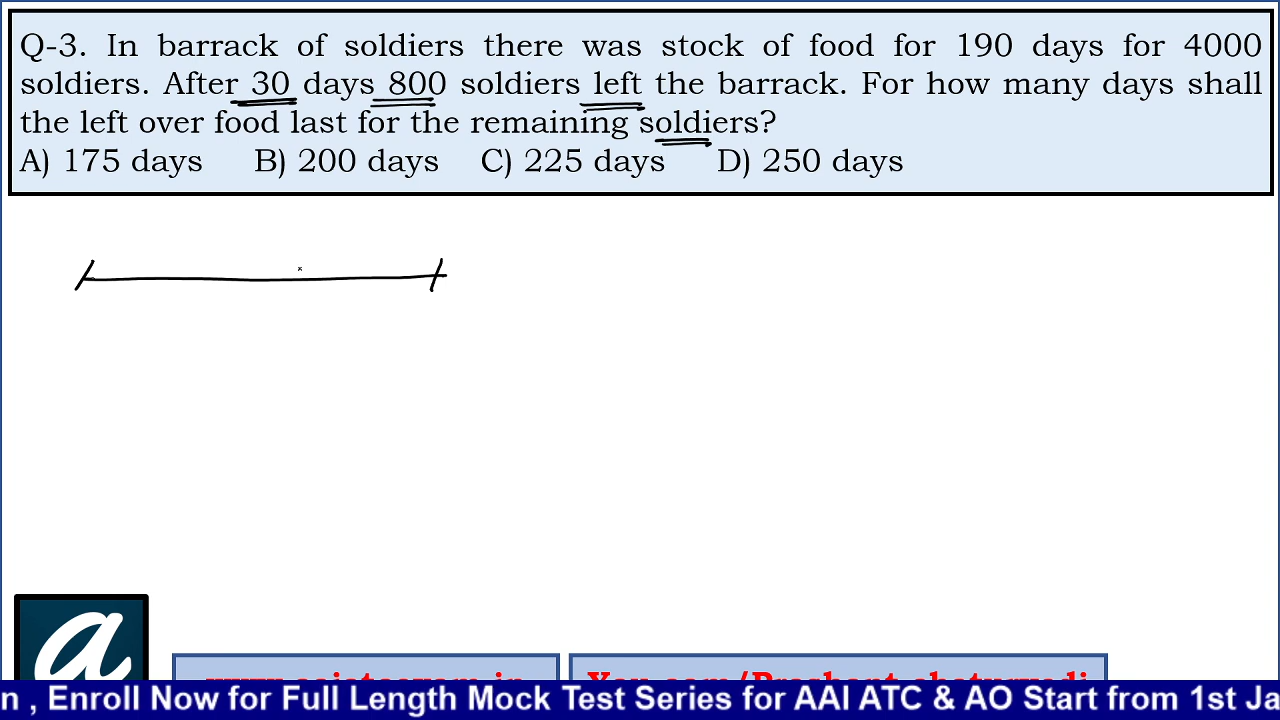 Q-3. In barrack of soldiers there was stock of food for 190 days for 4000
soldiers. After 30 days 800 soldiers left the barrack. For how many days shall
the left over food last for the remaining soldiers?
A) 175 days B) 200 days C) 225 days D) 250 days
a
n , Enroll Now for Full Length Mock Test Series for AAI ATC & AO Start from 1st Ja